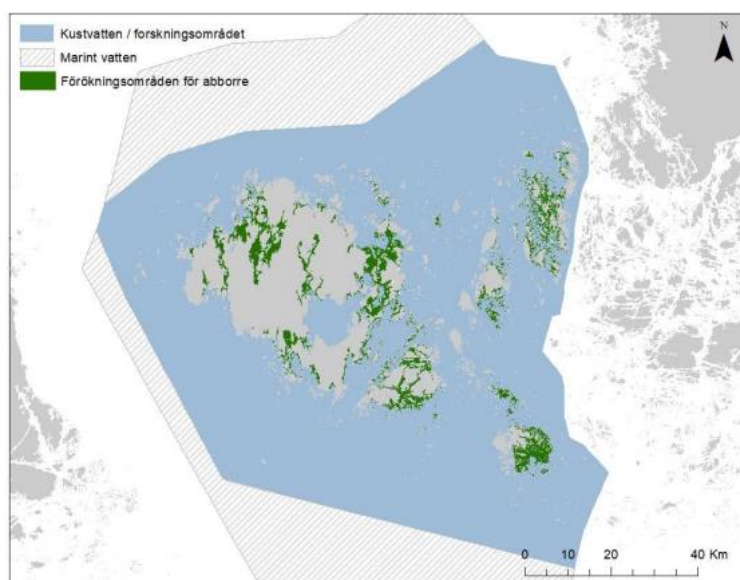 Kustvatten / forskningsområdet
Marint vatten
Förökningsområden för abborre
N
0 10 20 40 Km